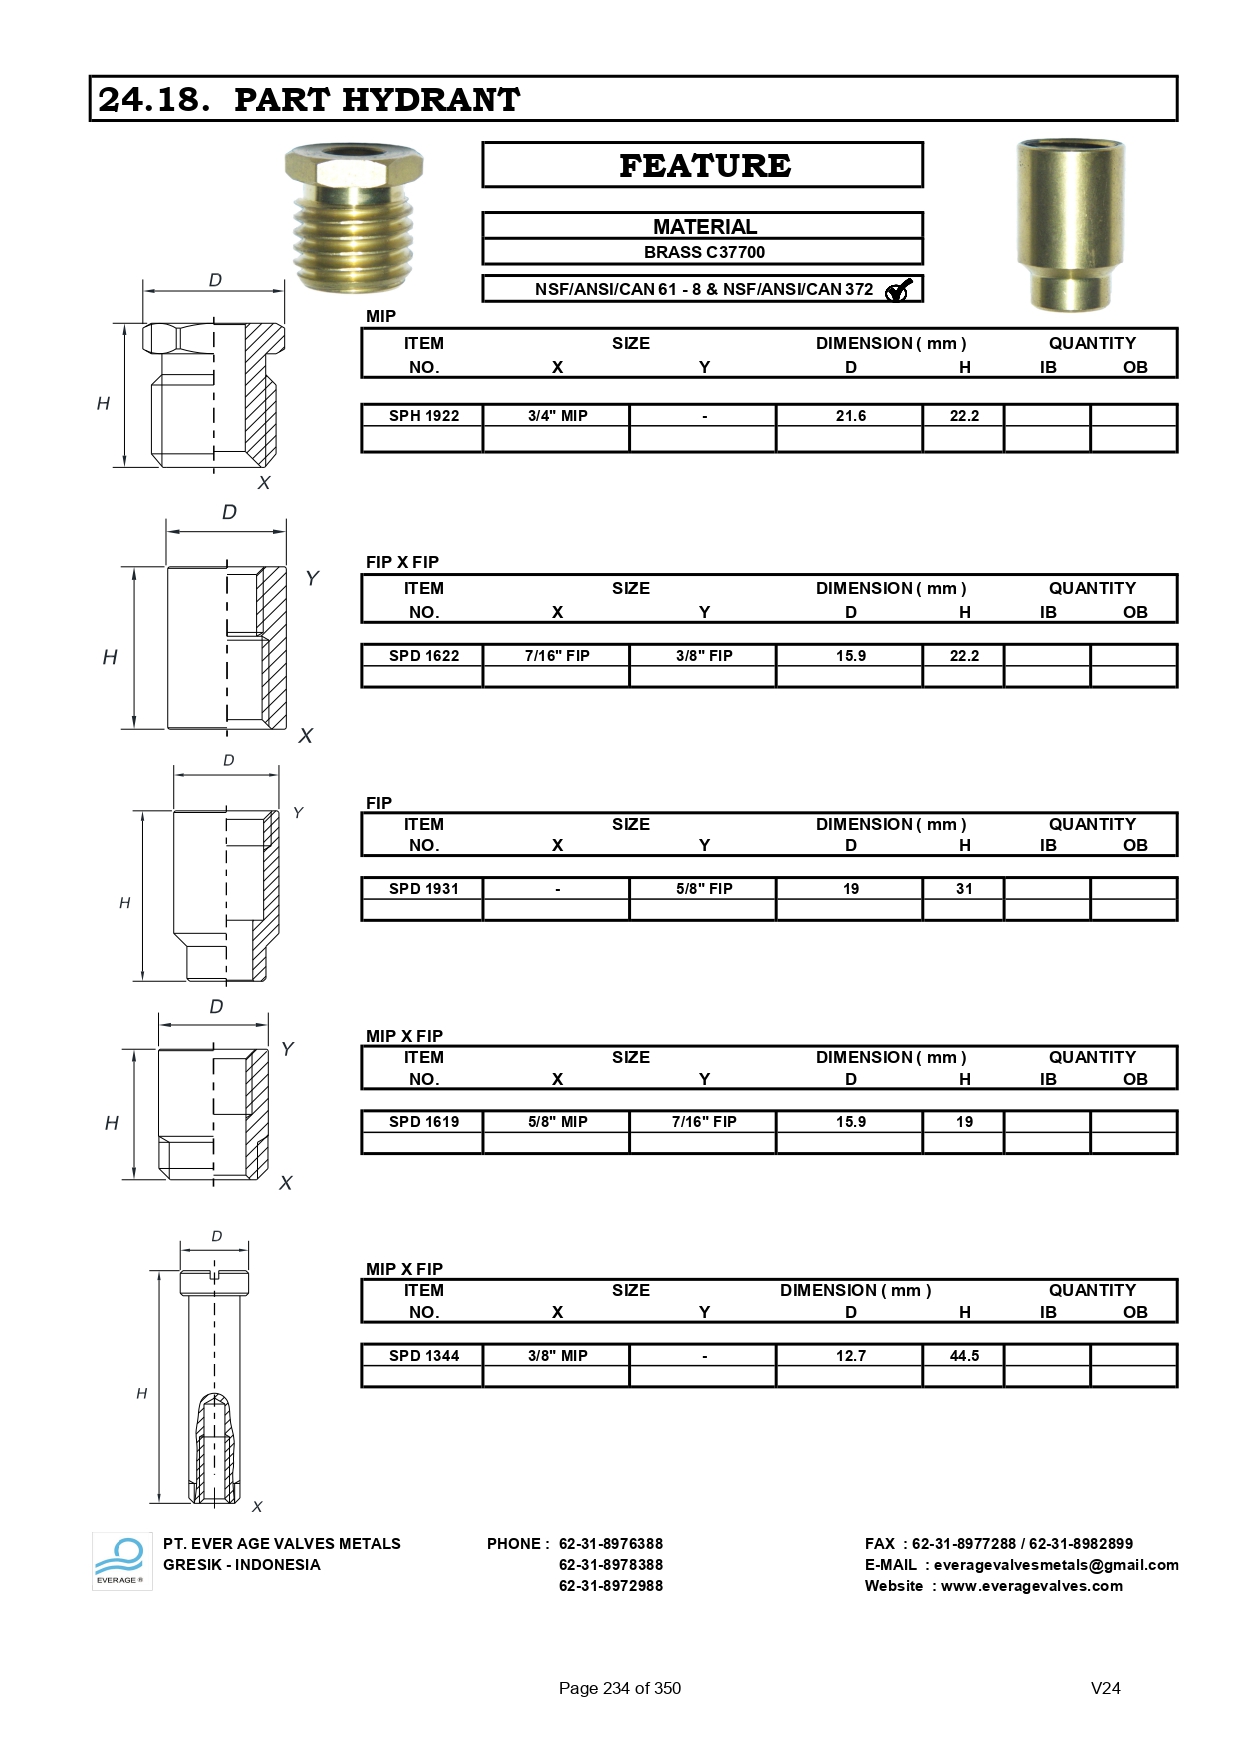 24.18. PART HYDRANT
FEATURE
MATERIAL
BRASS C37700
NSF/ANSI/CAN 61 - 8 & NSF/ANSI/CAN 372
D
H
X
MIP
ITEM SIZE DIMENSION ( mm ) QUANTITY
NO. X Y D H IB OB
SPH 1922 3/4" MIP - 21.6 22.2
D
Y
H
X
FIP X FIP
ITEM SIZE DIMENSION ( mm ) QUANTITY
NO. X Y D H IB OB
SPD 1622 7/16" FIP 3/8" FIP 15.9 22.2
D
Y
H
FIP
ITEM SIZE DIMENSION ( mm ) QUANTITY
NO. X Y D H IB OB
SPD 1931 - 5/8" FIP 19 31
D
Y
H
X
MIP X FIP
ITEM SIZE DIMENSION ( mm ) QUANTITY
NO. X Y D H IB OB
SPD 1619 5/8" MIP 7/16" FIP 15.9 19
D
H
X
MIP X FIP
ITEM SIZE DIMENSION ( mm ) QUANTITY
NO. X Y D H IB OB
SPD 1344 3/8" MIP - 12.7 44.5
EVERAGE ®
PT. EVER AGE VALVES METALS PHONE : 62-31-8976388 FAX : 62-31-8977288 / 62-31-8982899
GRESIK - INDONESIA 62-31-8978388 E-MAIL : everagevalvesmetals@gmail.com
62-31-8972988 Website : www.everagevalves.com
Page 234 of 350 V24